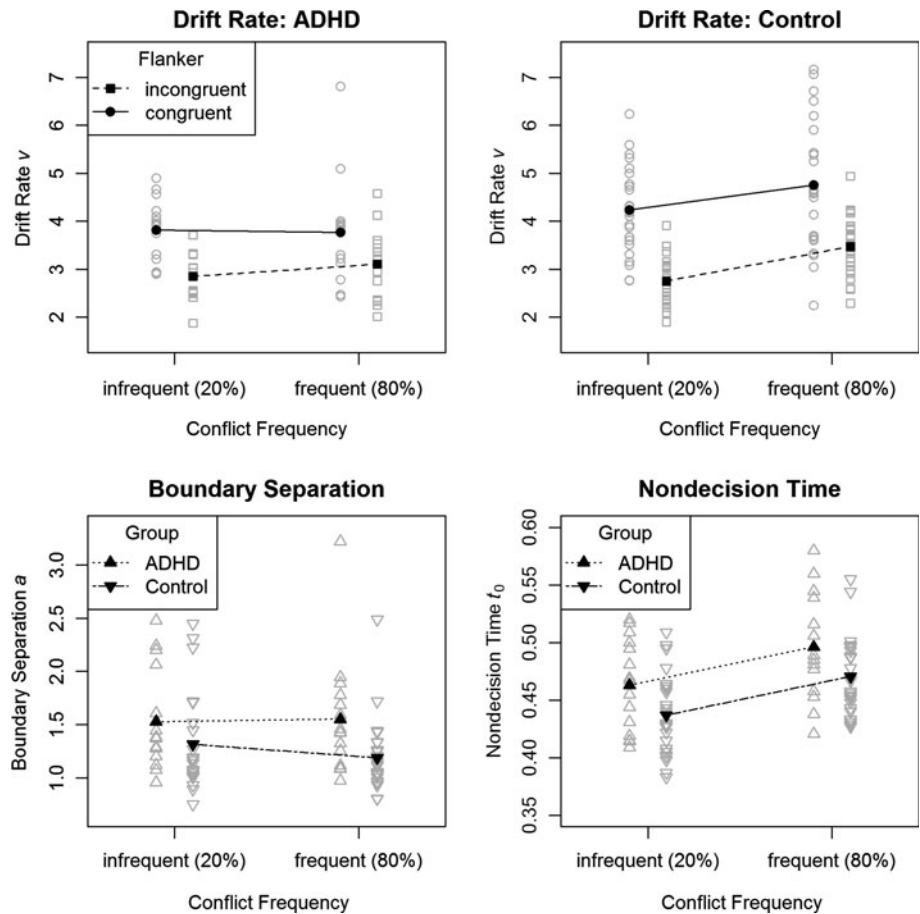 Drift Rate: ADHD
Flanker
incongruent
congruent
Drift Rate v
7
6
5
4
3
2
infrequent (20%)
frequent (80%)
Conflict Frequency
Drift Rate: Control
Drift Rate v
7
6
5
4
3
2
infrequent (20%)
frequent (80%)
Conflict Frequency
Boundary Separation
Group
ADHD
Control
Boundary Separation a
3.0
2.5
2.0
1.5
1.0
infrequent (20%)
frequent (80%)
Conflict Frequency
Nondecision Time
Group
ADHD
Control
Nondecision Time t0
0.60
0.55
0.50
0.45
0.40
0.35
infrequent (20%)
frequent (80%)
Conflict Frequency